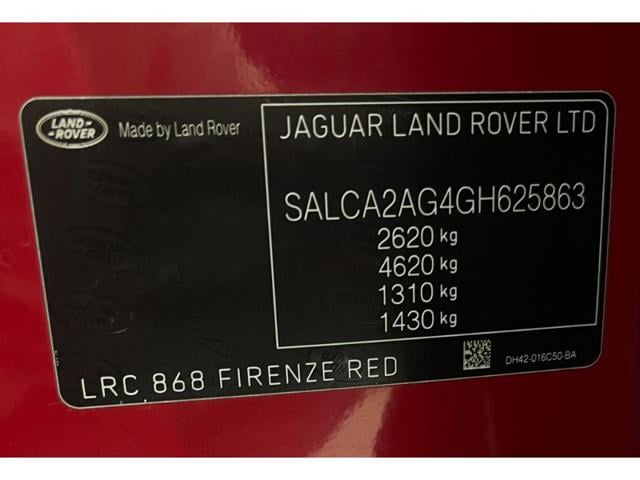 LAND-
-ROVER
Made by Land Rover
JAGUAR LAND ROVER LTD
SALCA2AG4GH625863
2620 kg
4620 kg
1310 kg
1430 kg
LRC 868 FIRENZE RED
DH42-016C50-BA